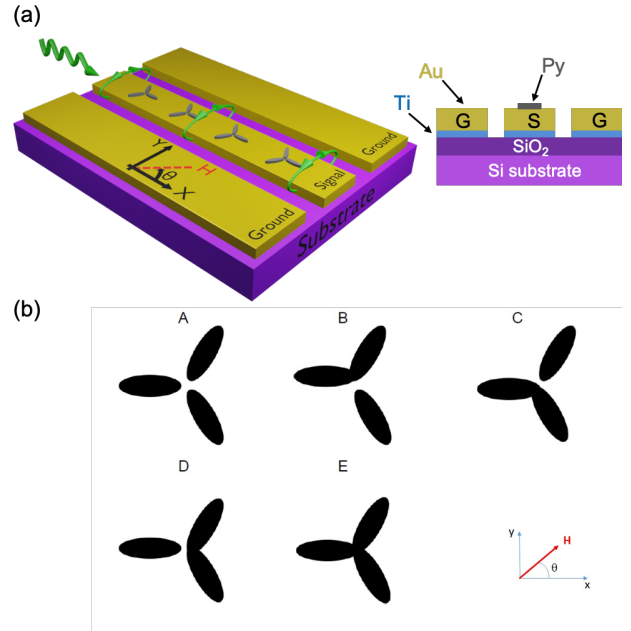 (a)
Y
θ
H
X
Ground
Signal
Ground
Substrate
Au
Py
Ti
G
S
G
SiO₂
Si substrate
(b)
A
B
C
D
E
y
H
θ
x